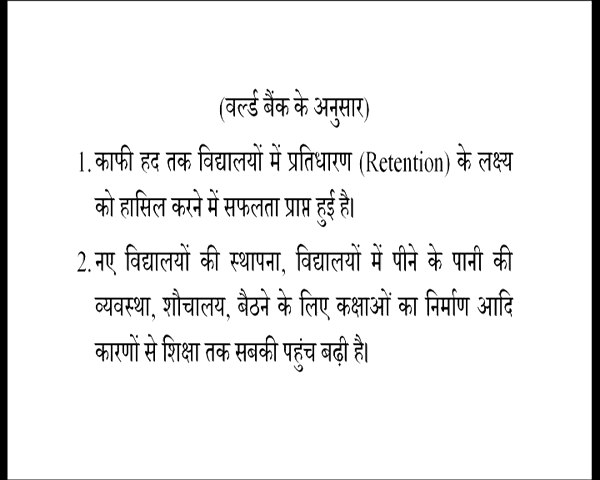 (वर्ल्ड बैंक के अनुसार)
1. काफी हद तक विद्यालयों में प्रतिधारण (Retention) के लक्ष्य
को हासिल करने में सफलता प्राप्त हुई है।
2. नए विद्यालयों की स्थापना, विद्यालयों में पीने के पानी की
व्यवस्था, शौचालय, बैठने के लिए कक्षाओं का निर्माण आदि
कारणों से शिक्षा तक सबकी पहुंच बढ़ी है।